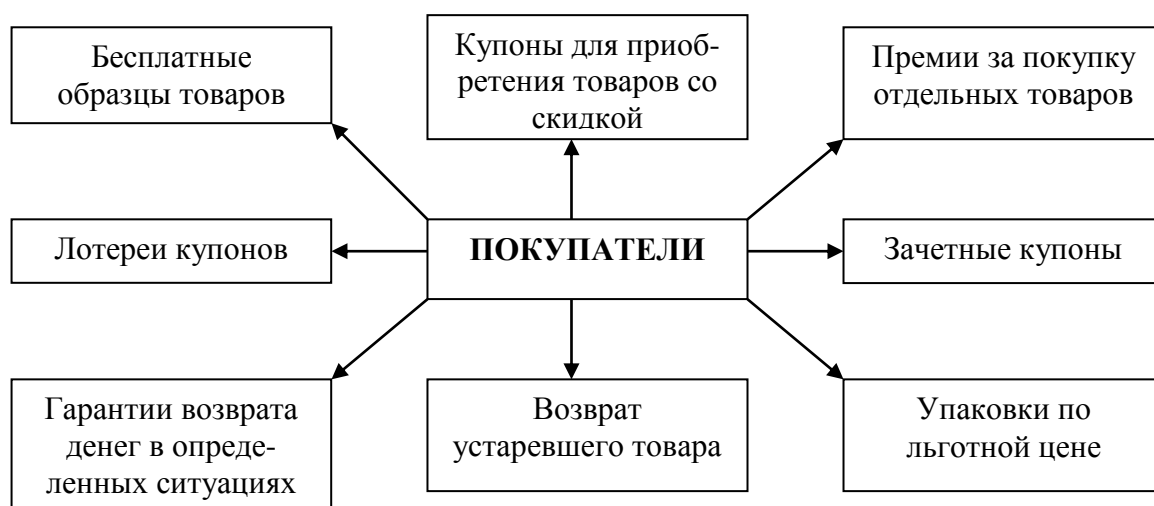 Бесплатные
образцы товаров
Купоны для приоб-
ретения товаров со
скидкой
Премии за покупку
отдельных товаров
Лотереи купонов
ПОКУПАТЕЛИ
Зачетные купоны
Гарантии возврата
денег в опреде-
ленных ситуациях
Возврат
устаревшего товара
Упаковки по
льготной цене